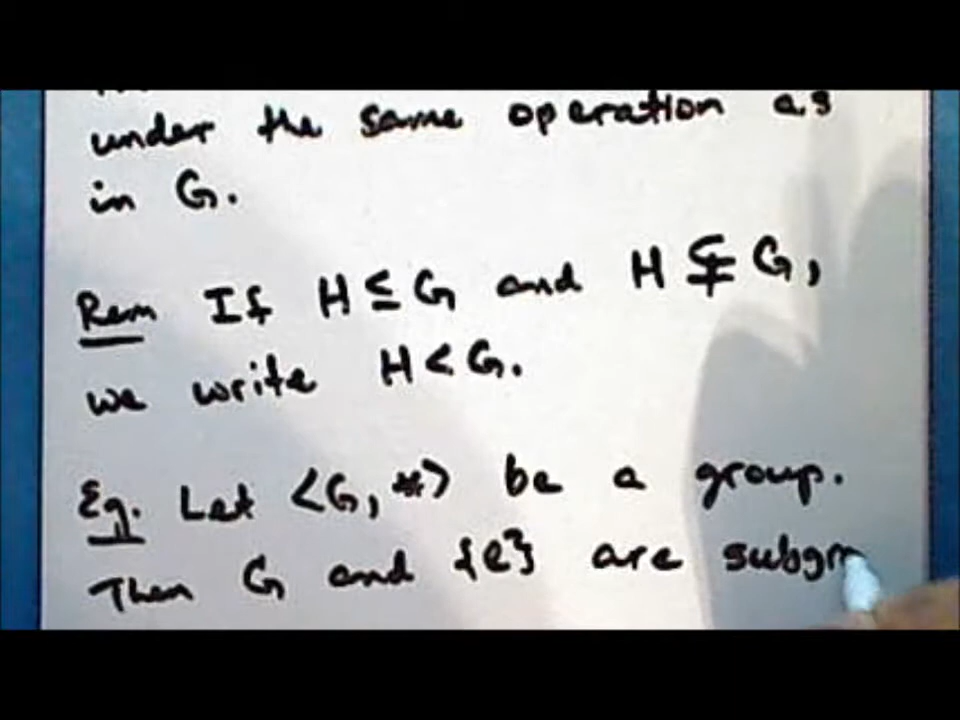 under the same operation as
in G.
Rem If H ≤ G and H ⊊ G,
we write H < G.
Eg. Let <G, *> be a group.
Then G and {e} are subgr